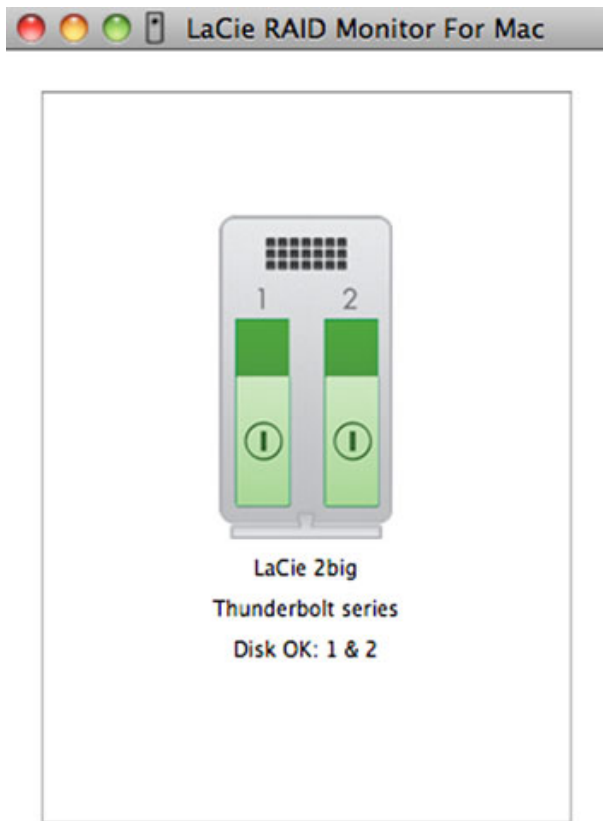 LaCie RAID Monitor For Mac
1 2
LaCie 2big
Thunderbolt series
Disk OK: 1 & 2